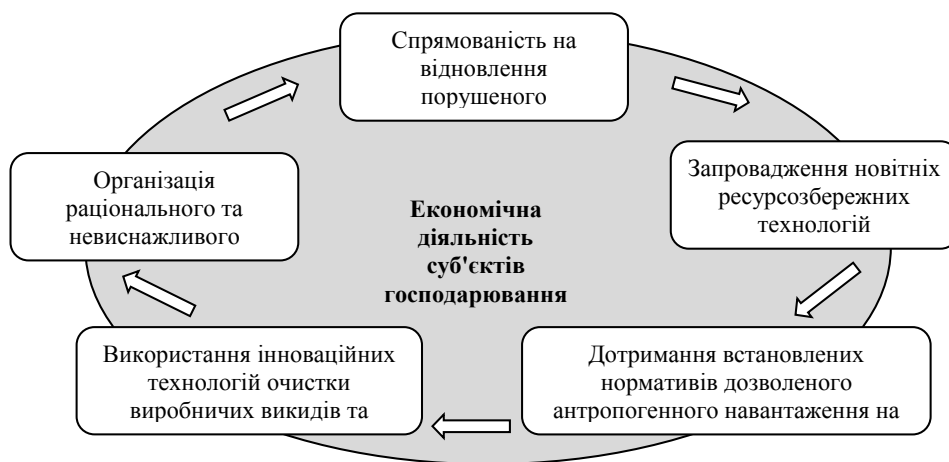 Спрямованість на
відновлення
порушеного
Запровадження новітніх
ресурсозбережних
технологій
Організація
раціонального та
невиснажливого
Економічна
діяльність
суб'єктів
господарювання
Використання інноваційних
технологій очистки
виробничих викидів та
Дотримання встановлених
нормативів дозволеного
антропогенного навантаження на